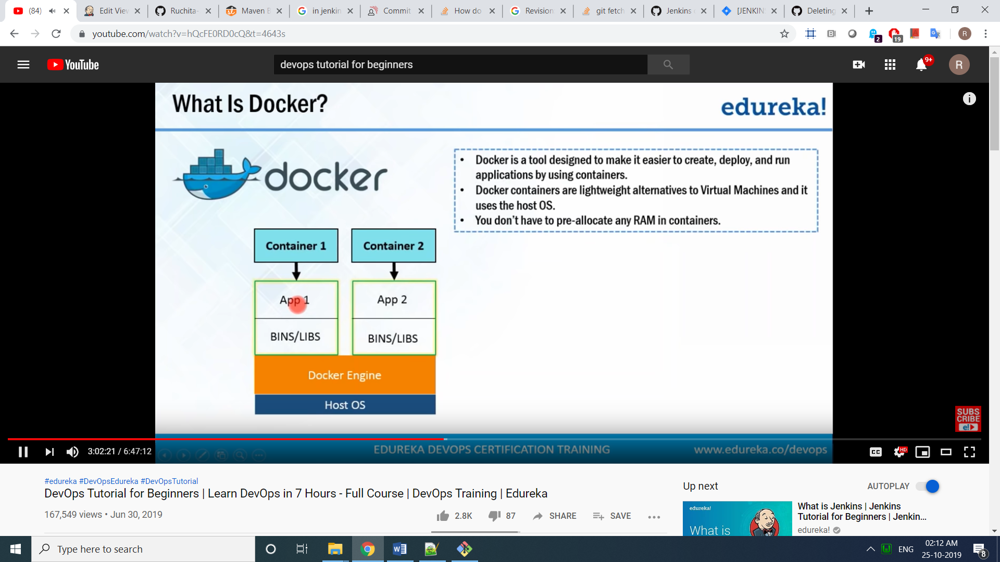 (84)
Edit View
Ruchita-
Maven B
in jenkin
Commit
How do
Revision
git fetch
Jenkins
[JENKIN
Deleting
youtube.com/watch?v=hQcFE0RD0cQ&t=4643s
2
19
R
YouTube
devops tutorial for beginners
9+
R
What Is Docker?
edureka!
docker
• Docker is a tool designed to make it easier to create, deploy, and run
applications by using containers.
• Docker containers are lightweight alternatives to Virtual Machines and it
uses the host OS.
• You don't have to pre-allocate any RAM in containers.
Container 1
Container 2
App 1
App 2
BINS/LIBS
BINS/LIBS
Docker Engine
Host OS
SUBS
CRIBE
e!
3:02:21 / 6:47:12
EDUREKA DEVOPS CERTIFICATION TRAINING
www.edureka.co/devops
CC
HD
#edureka #DevOpsEdureka #DevOpsTutorial
DevOps Tutorial for Beginners | Learn DevOps in 7 Hours - Full Course | DevOps Training | Edureka
167,549 views • Jun 30, 2019
2.8K
87
SHARE
SAVE
Up next
AUTOPLAY
edureka!
What is
What is Jenkins | Jenkins
Tutorial for Beginners | Jenkin...
edureka!
Type here to search
ENG
02:12 AM
25-10-2019
8